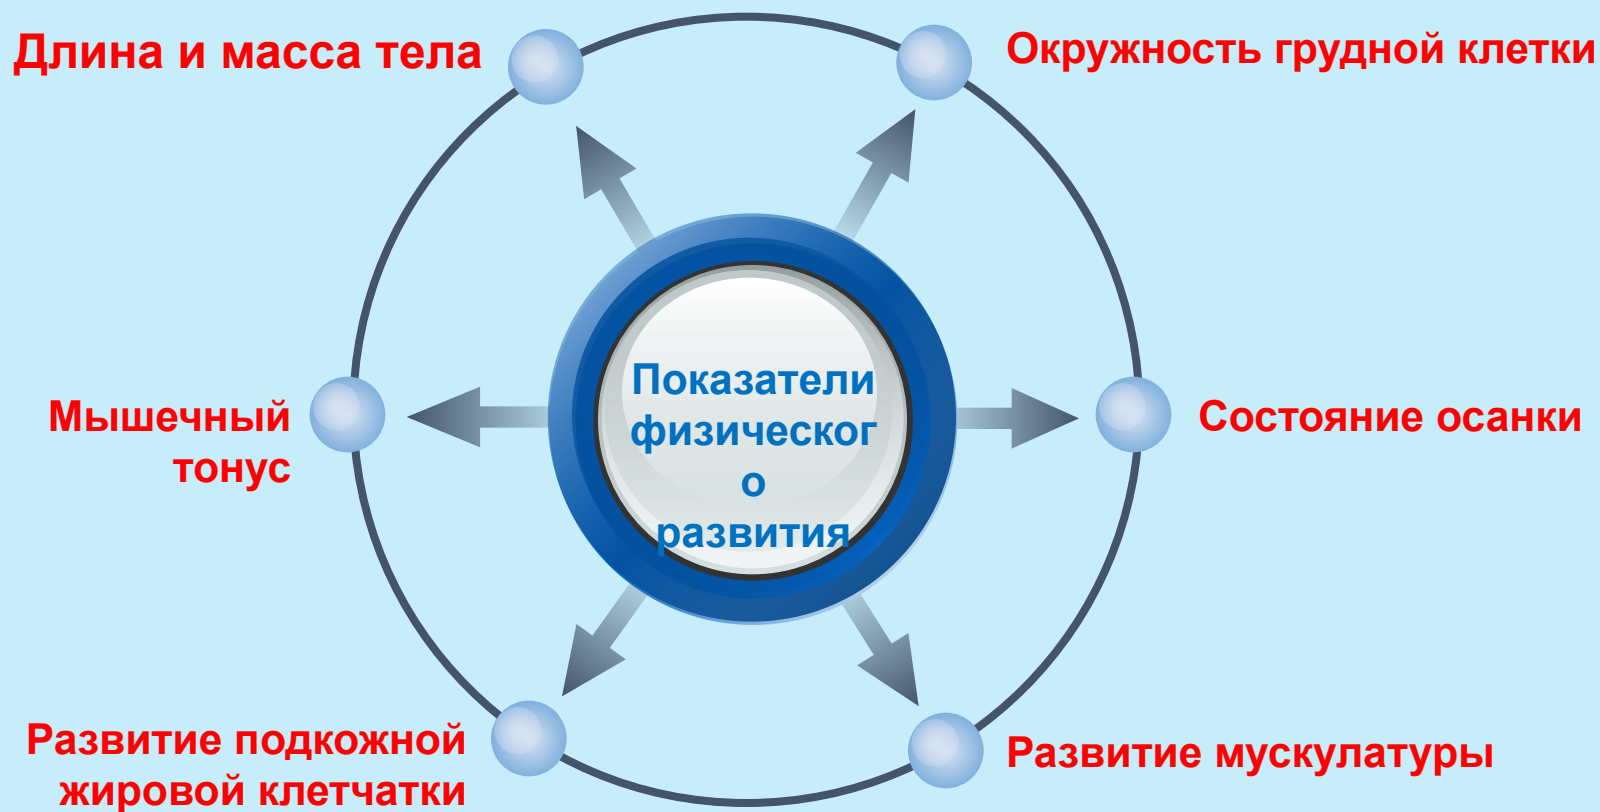 Длина и масса тела
Окружность грудной клетки
Показатели
физическог
о
развития
Мышечный
тонус
Состояние осанки
Развитие подкожной
жировой клетчатки
Развитие мускулатуры